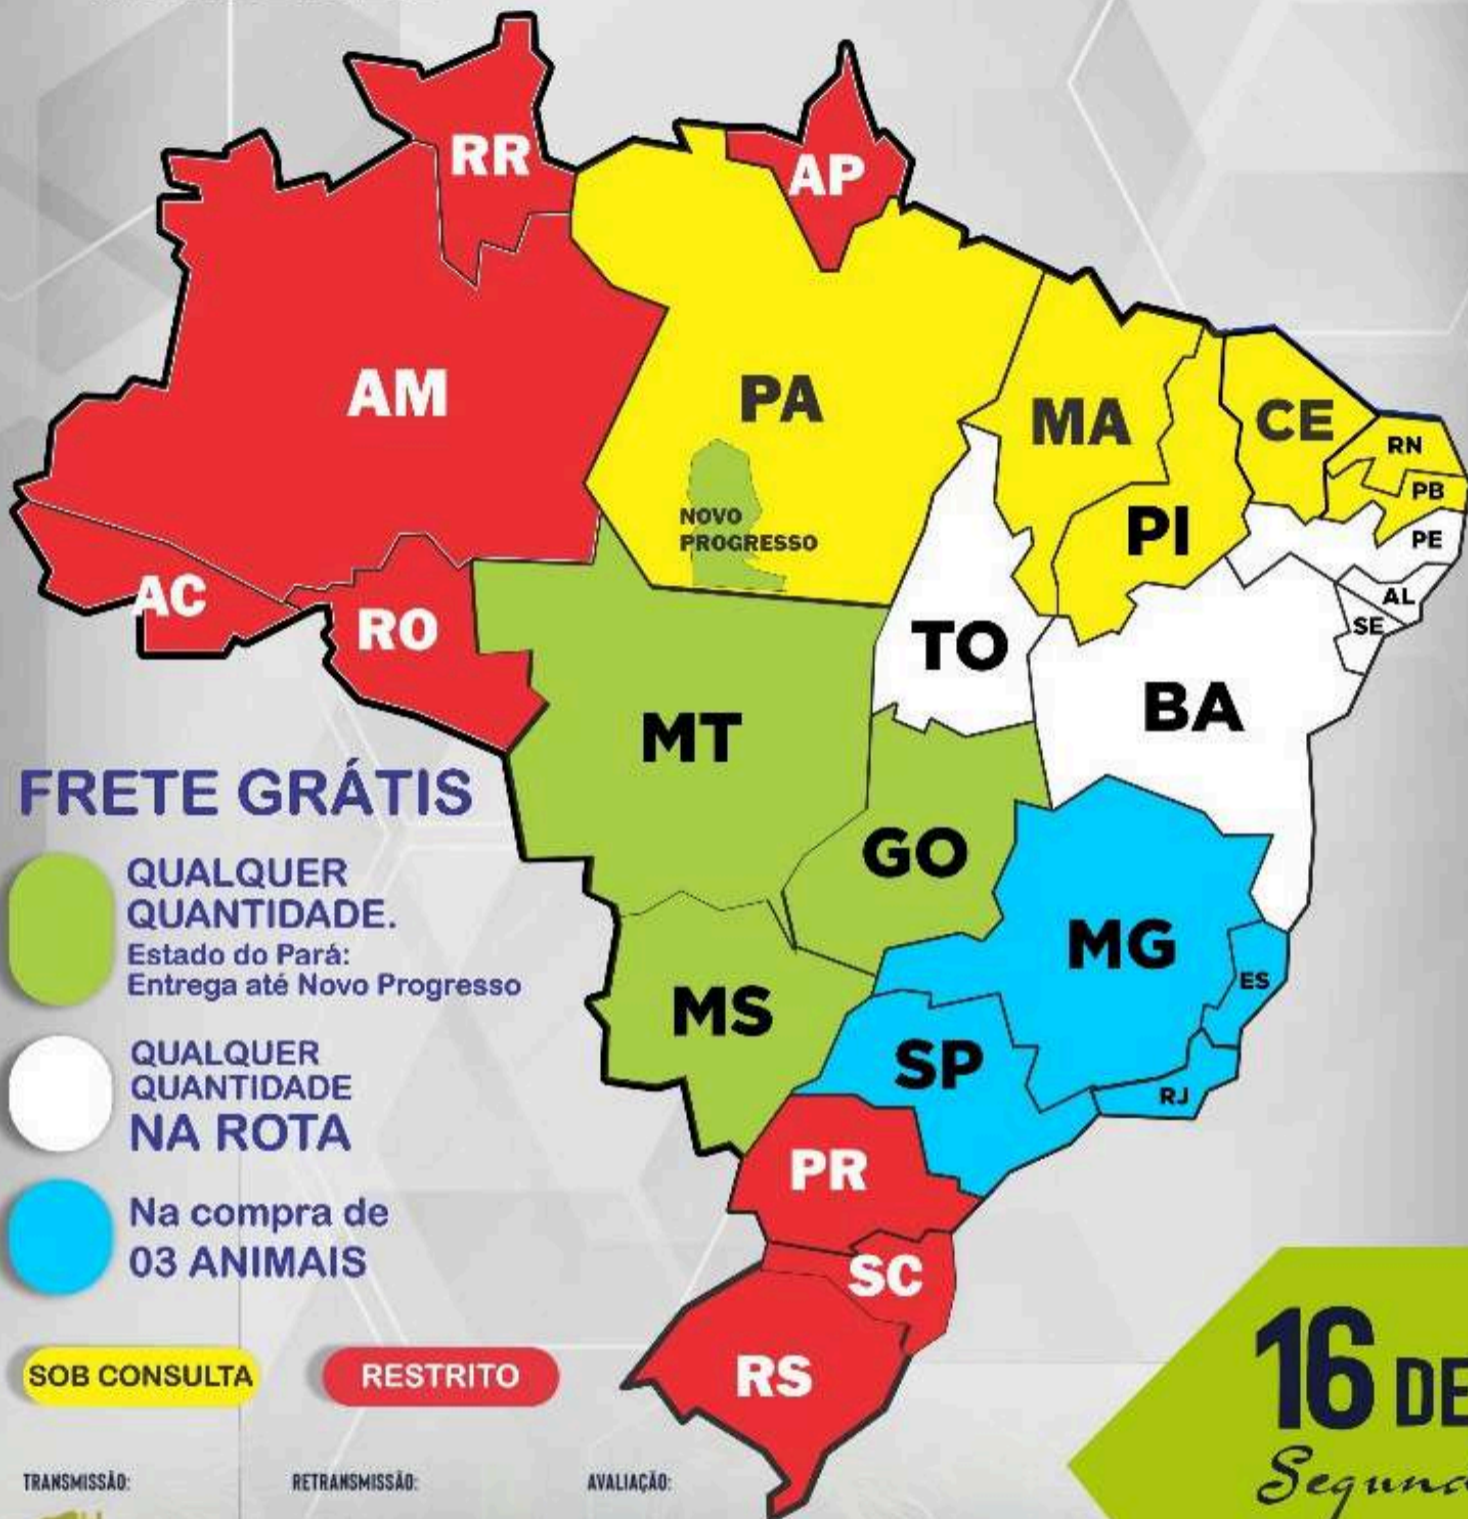 RR
AP
AM
PA
MA
CE
RN
PB
PI
PE
NOVO
PROGRESSO
AC
RO
TO
AL
SE
BA
MT
FRETE GRÁTIS
GO
QUALQUER
QUANTIDADE.
Estado do Pará:
Entrega até Novo Progresso
MG
ES
MS
QUALQUER
QUANTIDADE
NA ROTA
SP
RJ
PR
Na compra de
03 ANIMAIS
SC
SOB CONSULTA
RESTRITO
RS
16 DE
TRANSMISSÃO:
RETRANSMISSÃO:
AVALIAÇÃO: